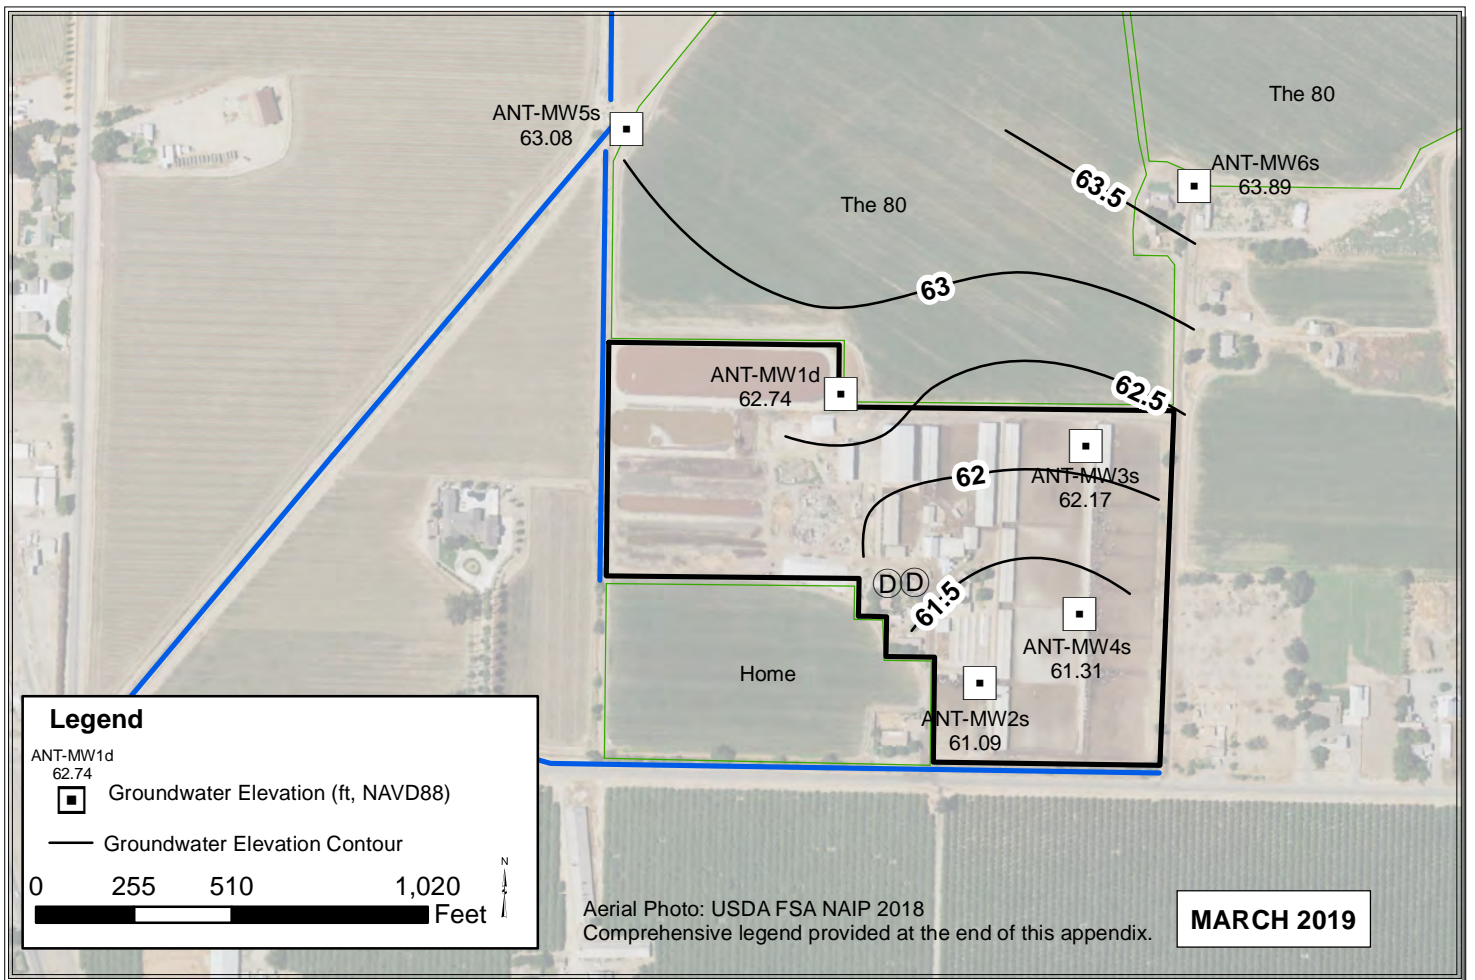 The 80
ANT-MW5s
63.08
ANT-MW6s
63.89
63.5
The 80
63
ANT-MW1d
62.74
62.5
62
ANT-MW3s
62.17
D D
61.5
ANT-MW4s
61.31
Home
ANT-MW2s
61.09
Legend
ANT-MW1d
62.74
Groundwater Elevation (ft, NAVD88)
Groundwater Elevation Contour
N
0 255 510 1,020
Feet
Aerial Photo: USDA FSA NAIP 2018
Comprehensive legend provided at the end of this appendix.
MARCH 2019